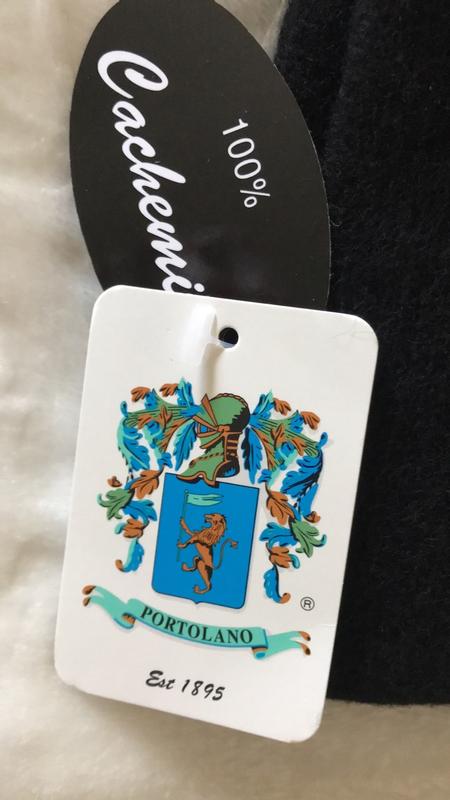 100%
Cachemi
®
PORTOLANO
Est 1895